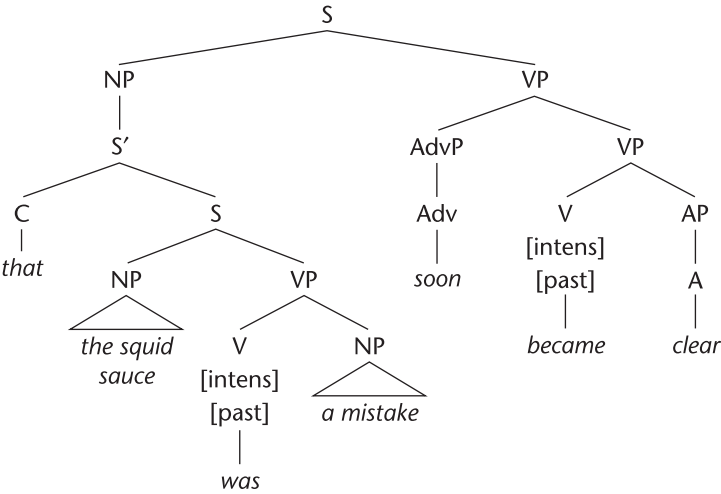 S
NP VP
S′ AdvP VP
C S Adv V AP
that NP VP soon [intens] A
[past]
the squid sauce V NP became clear
[intens]
[past] a mistake
was